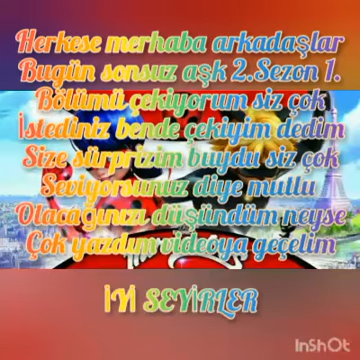 Herkese merhaba arkadaşlar
Bugün sonsuz aşk 2.Sezon 1.
Bölümü çekiyorum siz çok
İstediniz bende çekiyim dedim
Size sürprizim buydu siz çok
Seviyorsunuz diye mutlu
Olacağınızı düşündüm neyse
Çok yazdım videoya geçelim
İYİ SEYİRLER
InShOt